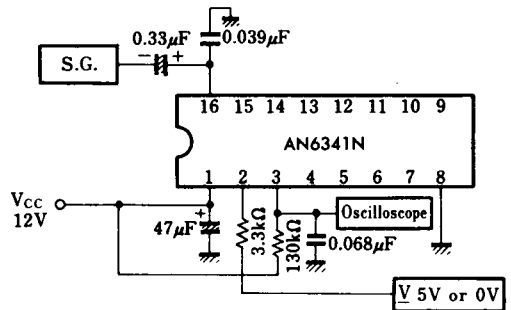 0.33µF
0.039µF
− +
S.G.
16 15 14 13 12 11 10 9
AN6341N
1 2 3 4 5 6 7 8
VCC
12V
+
47µF
3.3kΩ
130kΩ
Oscilloscope
0.068µF
V 5V or 0V